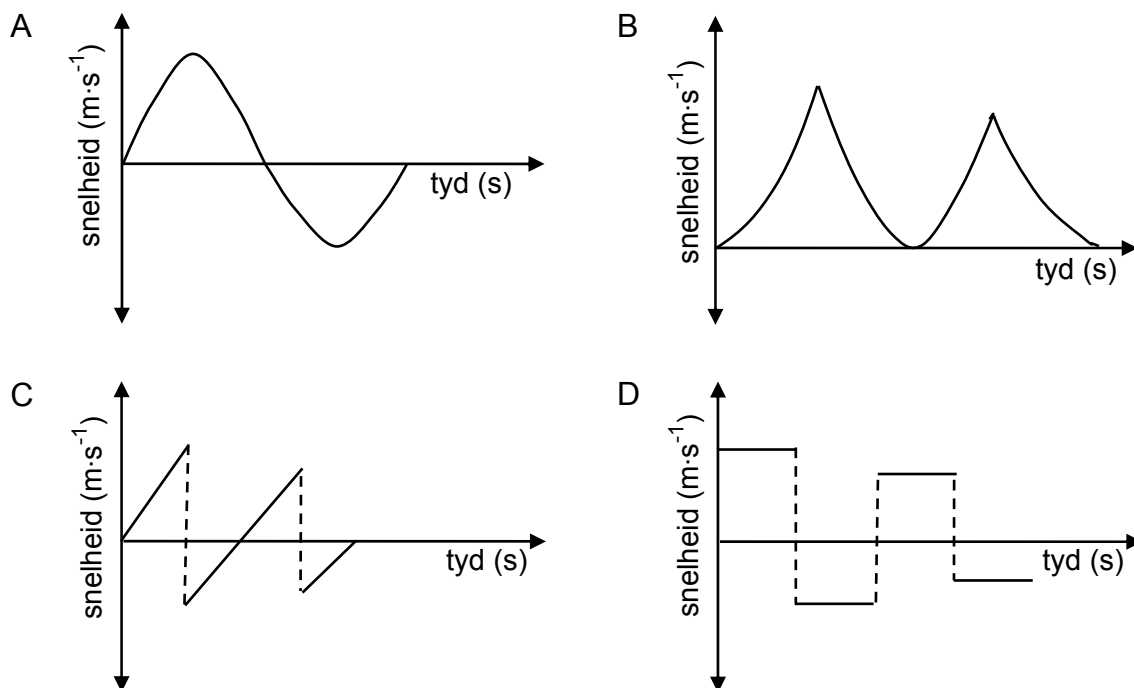 A
snelheid (m·s⁻¹)
tyd (s)
B
snelheid (m·s⁻¹)
tyd (s)
C
snelheid (m·s⁻¹)
tyd (s)
D
snelheid (m·s⁻¹)
tyd (s)